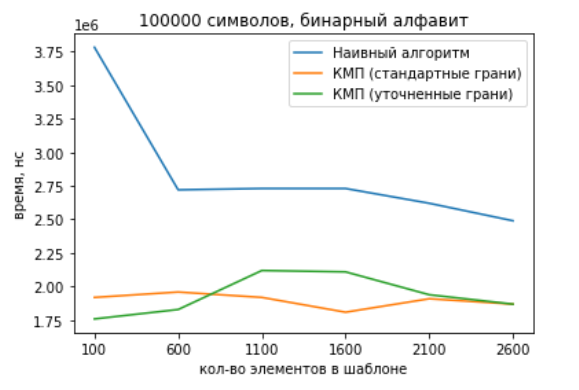 100000 символов, бинарный алфавит
1e6
Наивный алгоритм
КМП (стандартные грани)
КМП (уточненные грани)
3.75
3.50
3.25
3.00
2.75
2.50
2.25
2.00
1.75
время, нс
100 600 1100 1600 2100 2600
кол-во элементов в шаблоне